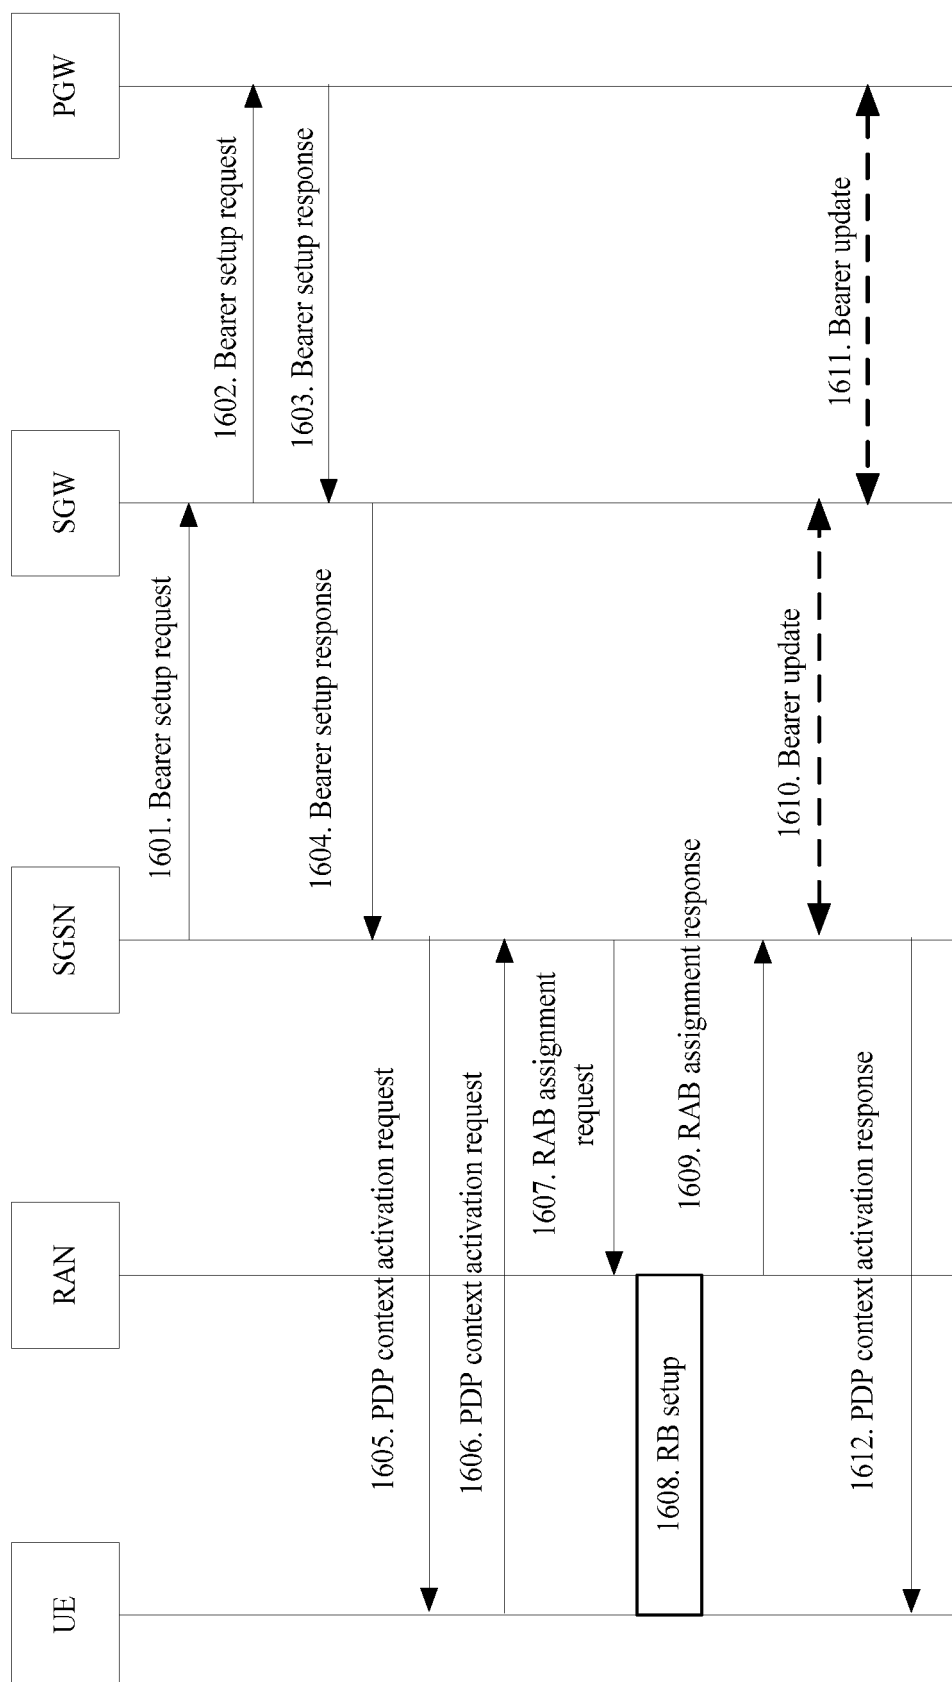 UE
RAN
SGSN
SGW
PGW
1601. Bearer setup request
1602. Bearer setup request
1603. Bearer setup response
1604. Bearer setup response
1605. PDP context activation request
1606. PDP context activation request
1607. RAB assignment
request
1608. RB setup
1609. RAB assignment response
1610. Bearer update
1611. Bearer update
1612. PDP context activation response